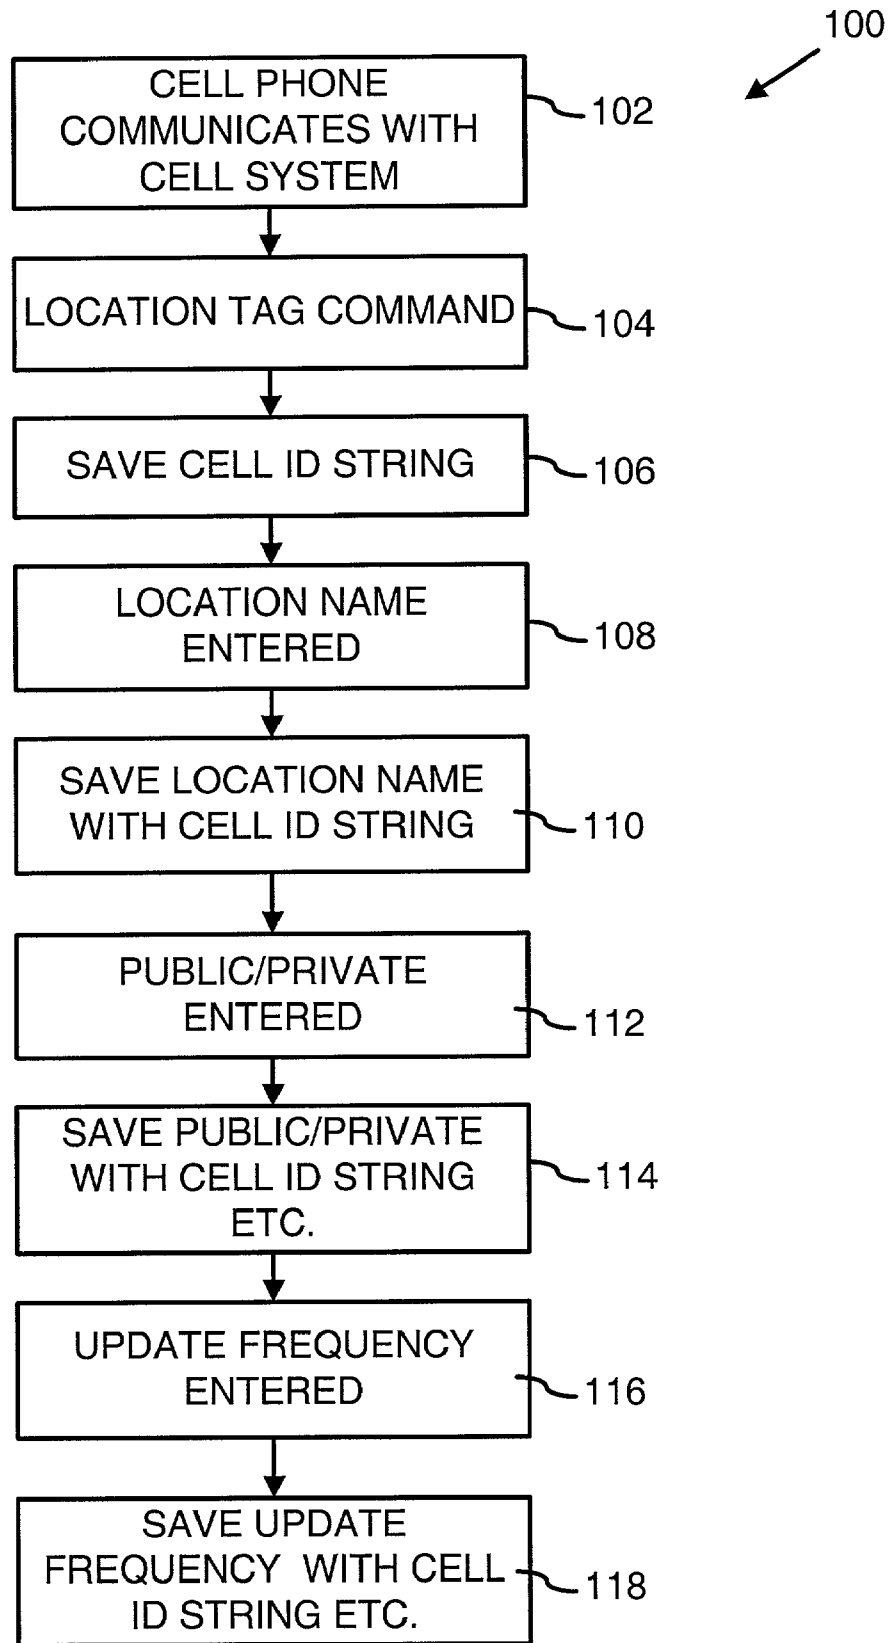 100
CELL PHONE
COMMUNICATES WITH
CELL SYSTEM
102
LOCATION TAG COMMAND
104
SAVE CELL ID STRING
106
LOCATION NAME
ENTERED
108
SAVE LOCATION NAME
WITH CELL ID STRING
110
PUBLIC/PRIVATE
ENTERED
112
SAVE PUBLIC/PRIVATE
WITH CELL ID STRING
ETC.
114
UPDATE FREQUENCY
ENTERED
116
SAVE UPDATE
FREQUENCY WITH CELL
ID STRING ETC.
118